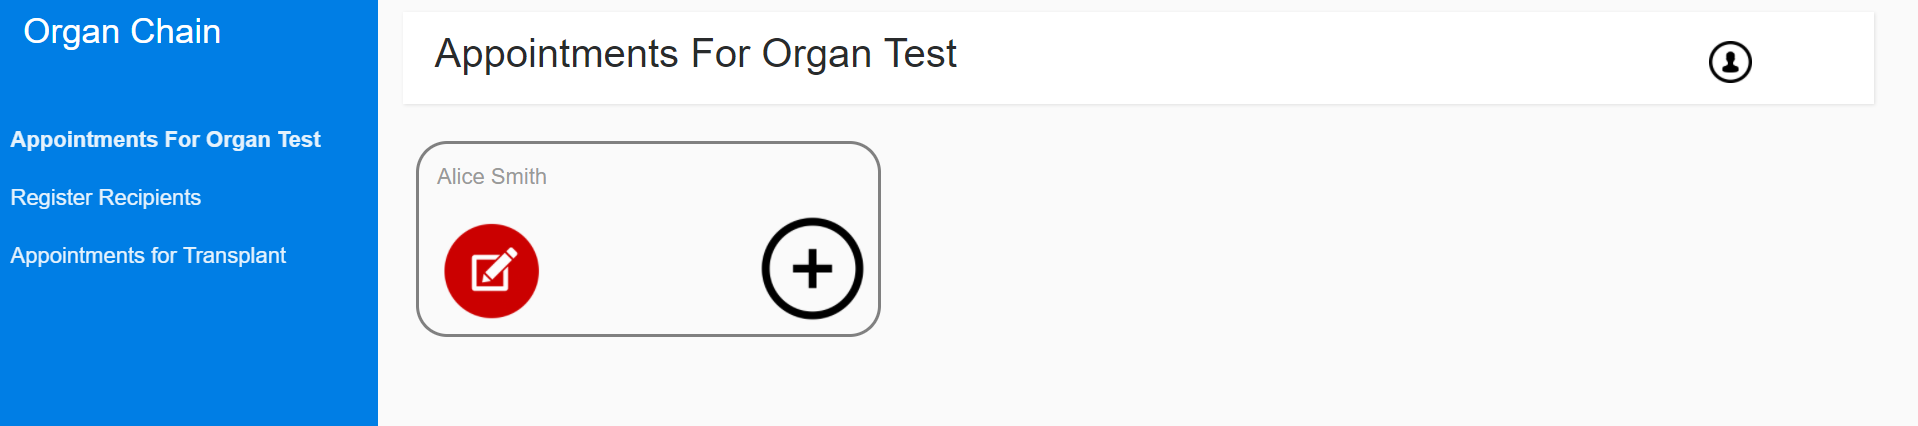 Organ Chain
Appointments For Organ Test
Register Recipients
Appointments for Transplant
Appointments For Organ Test
Alice Smith